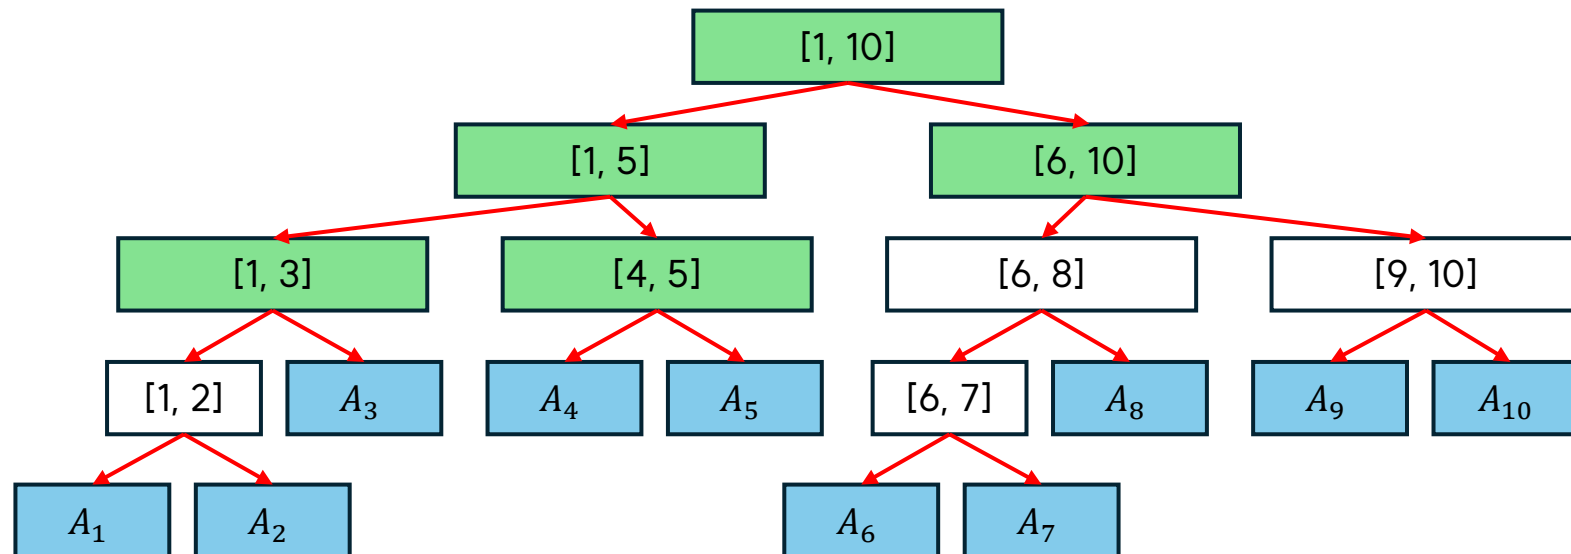 [1, 10]
[1, 5] [6, 10]
[1, 3] [4, 5] [6, 8] [9, 10]
[1, 2] A₃ A₄ A₅ [6, 7] A₈ A₉ A₁₀
A₁ A₂ A₆ A₇